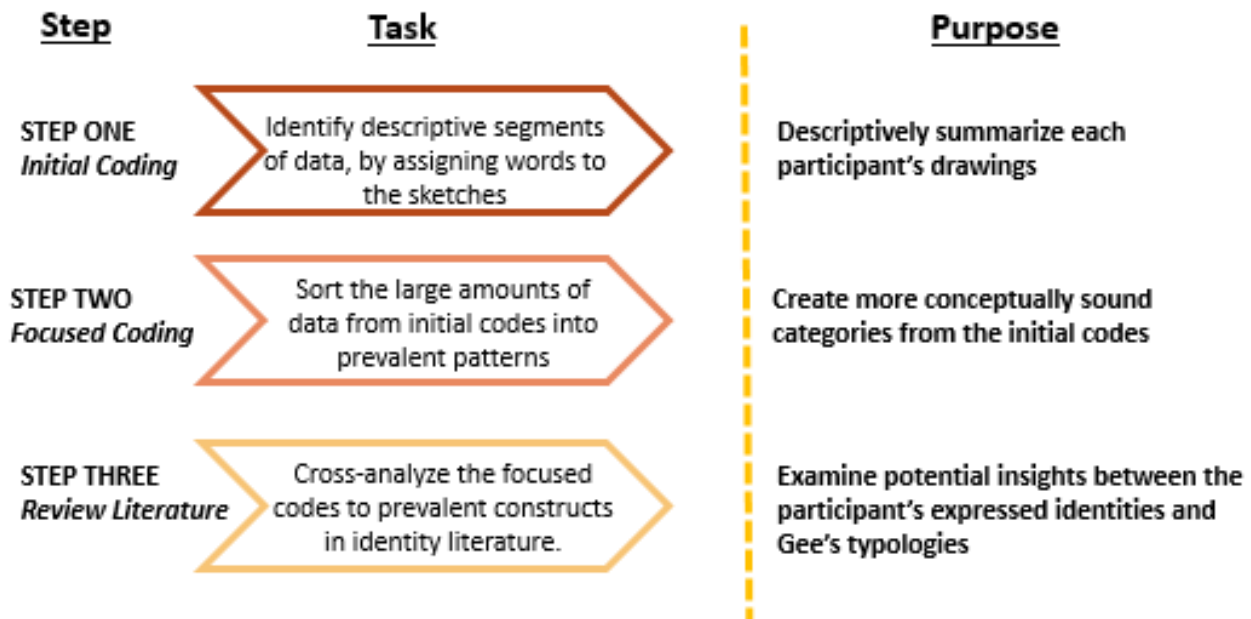 Step
Task
Purpose
STEP ONE
Initial Coding
Identify descriptive segments
of data, by assigning words to
the sketches
Descriptively summarize each
participant's drawings
STEP TWO
Focused Coding
Sort the large amounts of
data from initial codes into
prevalent patterns
Create more conceptually sound
categories from the initial codes
STEP THREE
Review Literature
Cross-analyze the focused
codes to prevalent constructs
in identity literature.
Examine potential insights between the
participant's expressed identities and
Gee's typologies